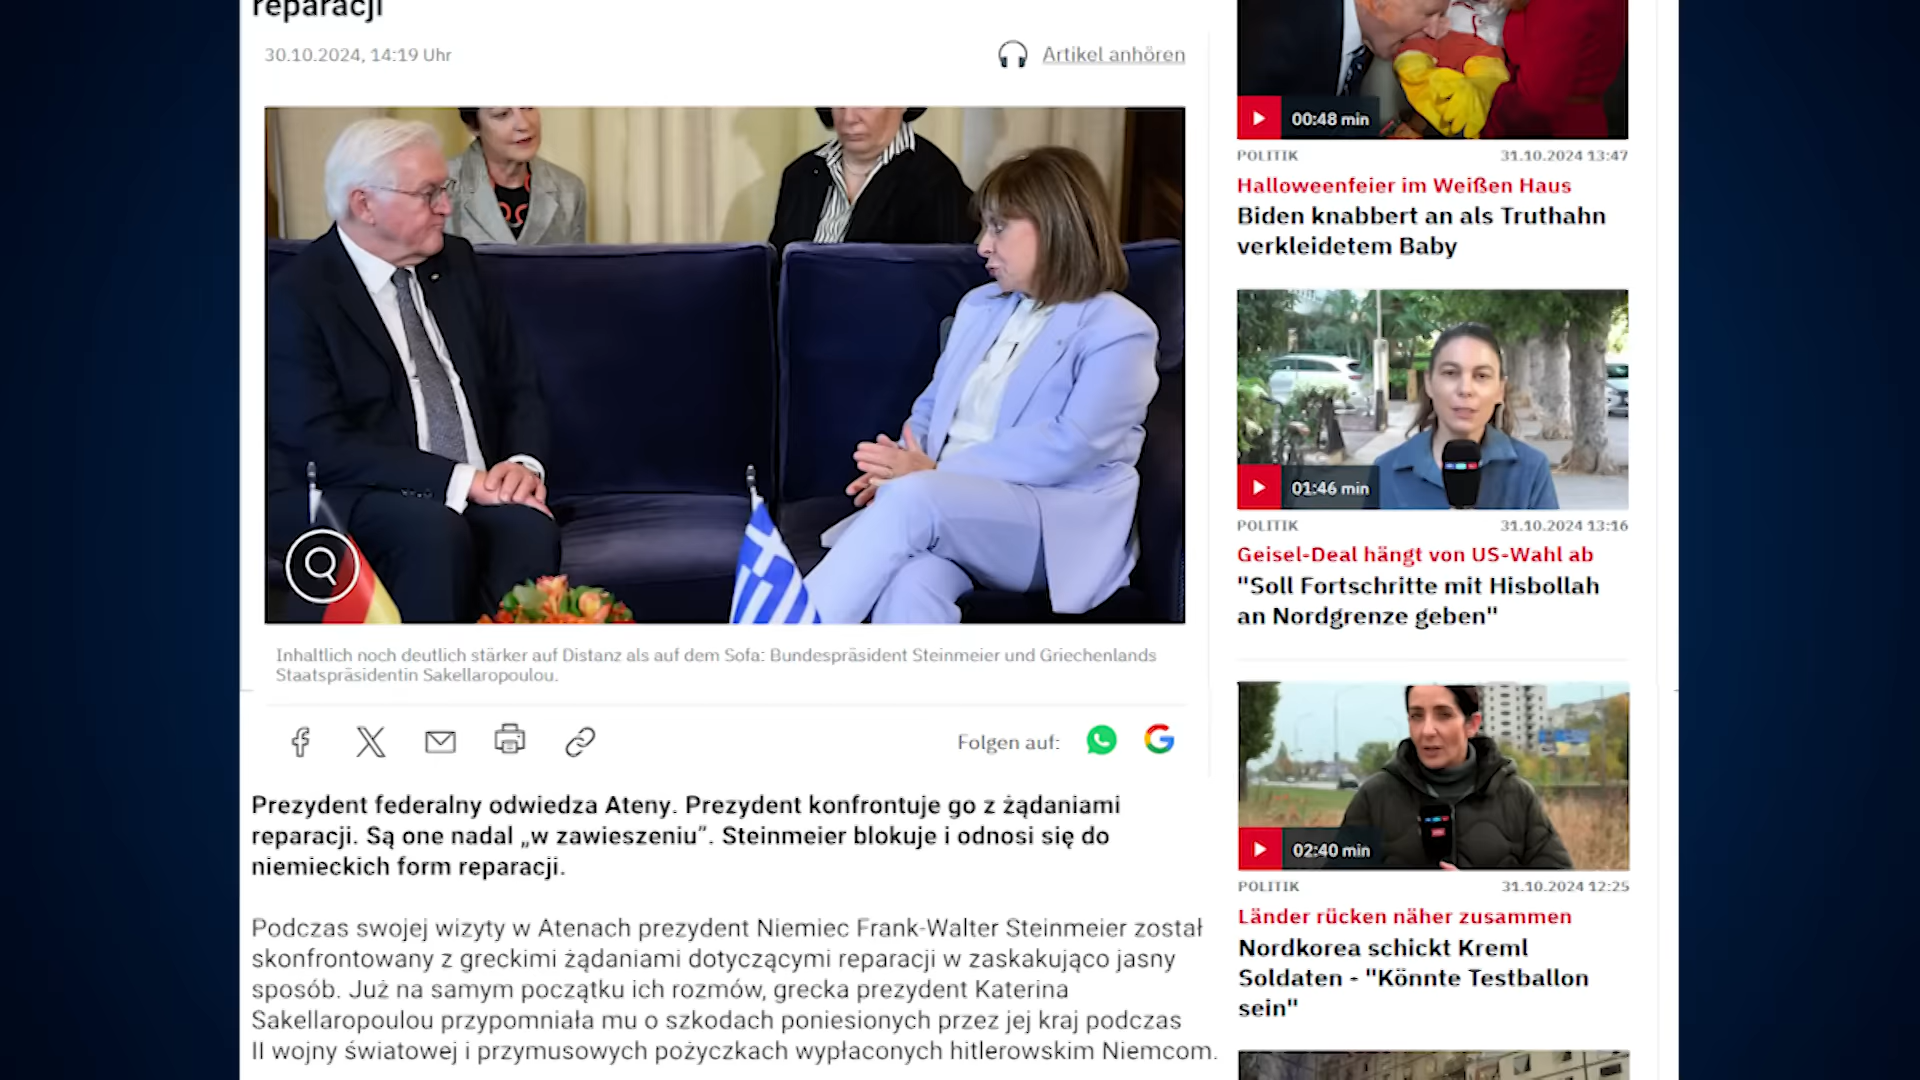 reparacji
30.10.2024, 14:19 Uhr
Artikel anhören
Inhaltlich noch deutlich stärker auf Distanz als auf dem Sofa: Bundespräsident Steinmeier und Griechenlands
Staatspräsidentin Sakellaropoulou.
Folgen auf:
Prezydent federalny odwiedza Ateny. Prezydent konfrontuje go z żądaniami
reparacji. Są one nadal „w zawieszeniu”. Steinmeier blokuje i odnosi się do
niemieckich form reparacji.
Podczas swojej wizyty w Atenach prezydent Niemiec Frank-Walter Steinmeier został
skonfrontowany z greckimi żądaniami dotyczącymi reparacji w zaskakująco jasny
sposób. Już na samym początku ich rozmów, grecka prezydent Katerina
Sakellaropoulou przypomniała mu o szkodach poniesionych przez jej kraj podczas
II wojny światowej i przymusowych pożyczkach wypłaconych hitlerowskim Niemcom.
00:48 min
POLITIK 31.10.2024 13:47
Halloweenfeier im Weißen Haus
Biden knabbert an als Truthahn
verkleidetem Baby
01:46 min
POLITIK 31.10.2024 13:16
Geisel-Deal hängt von US-Wahl ab
"Soll Fortschritte mit Hisbollah
an Nordgrenze geben"
02:40 min
POLITIK 31.10.2024 12:25
Länder rücken näher zusammen
Nordkorea schickt Kreml
Soldaten - "Könnte Testballon
sein"